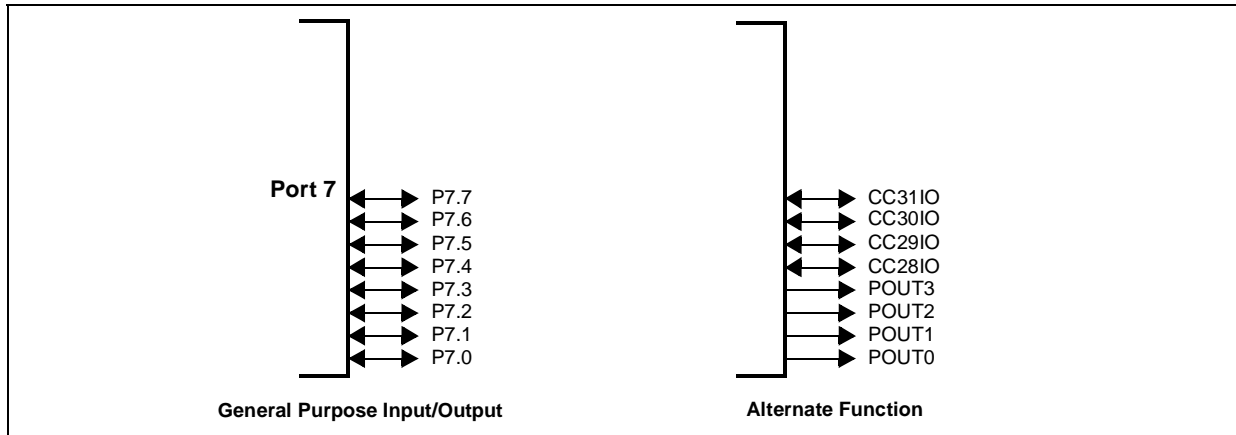 Port 7
P7.7
P7.6
P7.5
P7.4
P7.3
P7.2
P7.1
P7.0
General Purpose Input/Output
CC31IO
CC30IO
CC29IO
CC28IO
POUT3
POUT2
POUT1
POUT0
Alternate Function